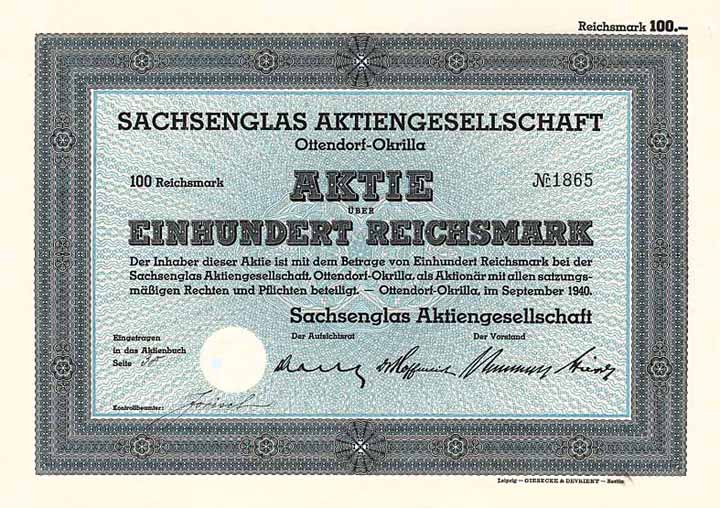 Reichsmark 100.–
SACHSENGLAS AKTIENGESELLSCHAFT
Ottendorf-Okrilla
100 Reichsmark
AKTIE
№ 1865
ÜBER
EINHUNDERT REICHSMARK
Der Inhaber dieser Aktie ist mit dem Betrage von Einhundert Reichsmark bei der
Sachsenglas Aktiengesellschaft, Ottendorf-Okrilla, als Aktionär mit allen satzungs-
mäßigen Rechten und Pflichten beteiligt. — Ottendorf-Okrilla, im September 1940.
Sachsenglas Aktiengesellschaft
Der Aufsichtsrat
Der Vorstand
Eingetragen
in das Aktienbuch
Seite 30
Kontrollbeamter:
Leipzig — GIESECKE & DEVRIENT — Berlin